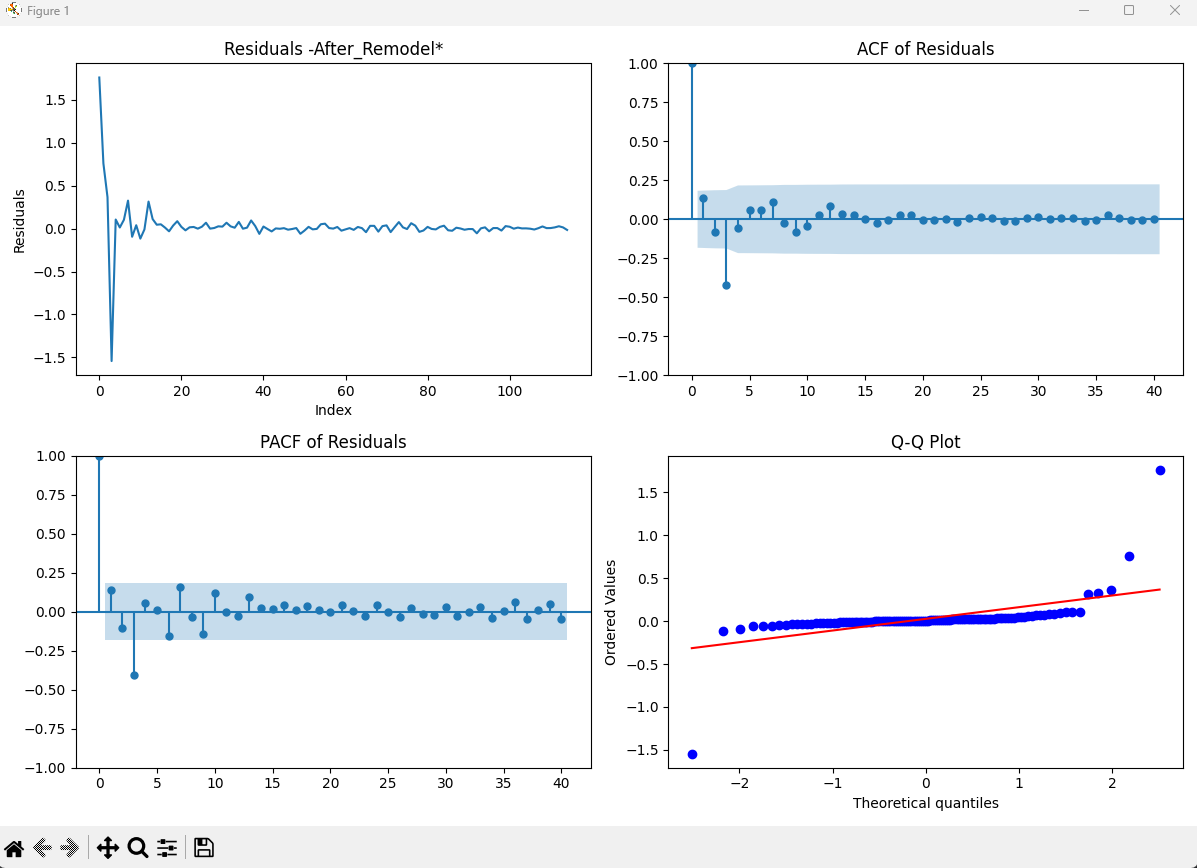 Figure 1
Residuals -After_Remodel*
1.5
1.0
0.5
0.0
−0.5
−1.0
−1.5
Residuals
0 20 40 60 80 100
Index
ACF of Residuals
1.00
0.75
0.50
0.25
0.00
−0.25
−0.50
−0.75
−1.00
0 5 10 15 20 25 30 35 40
PACF of Residuals
1.00
0.75
0.50
0.25
0.00
−0.25
−0.50
−0.75
−1.00
0 5 10 15 20 25 30 35 40
Q-Q Plot
1.5
1.0
0.5
0.0
−0.5
−1.0
−1.5
Ordered Values
−2 −1 0 1 2
Theoretical quantiles